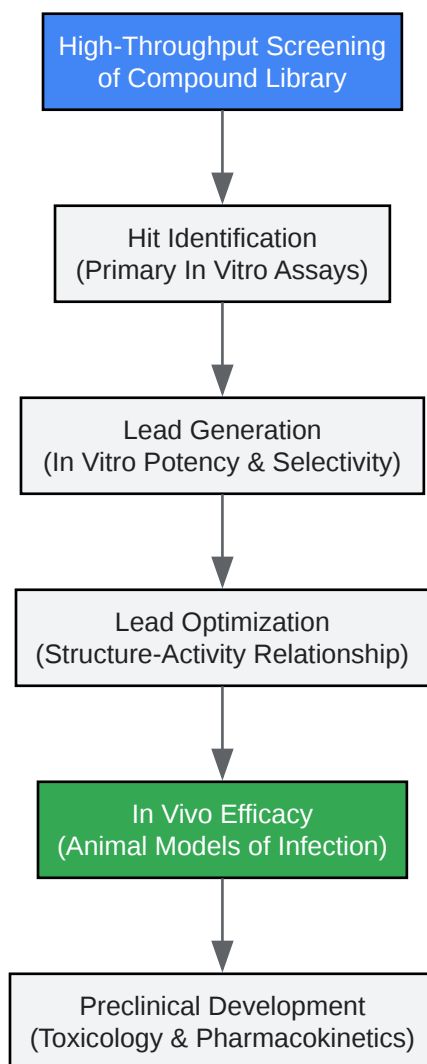 High-Throughput Screening
of Compound Library
Hit Identification
(Primary In Vitro Assays)
Lead Generation
(In Vitro Potency & Selectivity)
Lead Optimization
(Structure-Activity Relationship)
In Vivo Efficacy
(Animal Models of Infection)
Preclinical Development
(Toxicology & Pharmacokinetics)